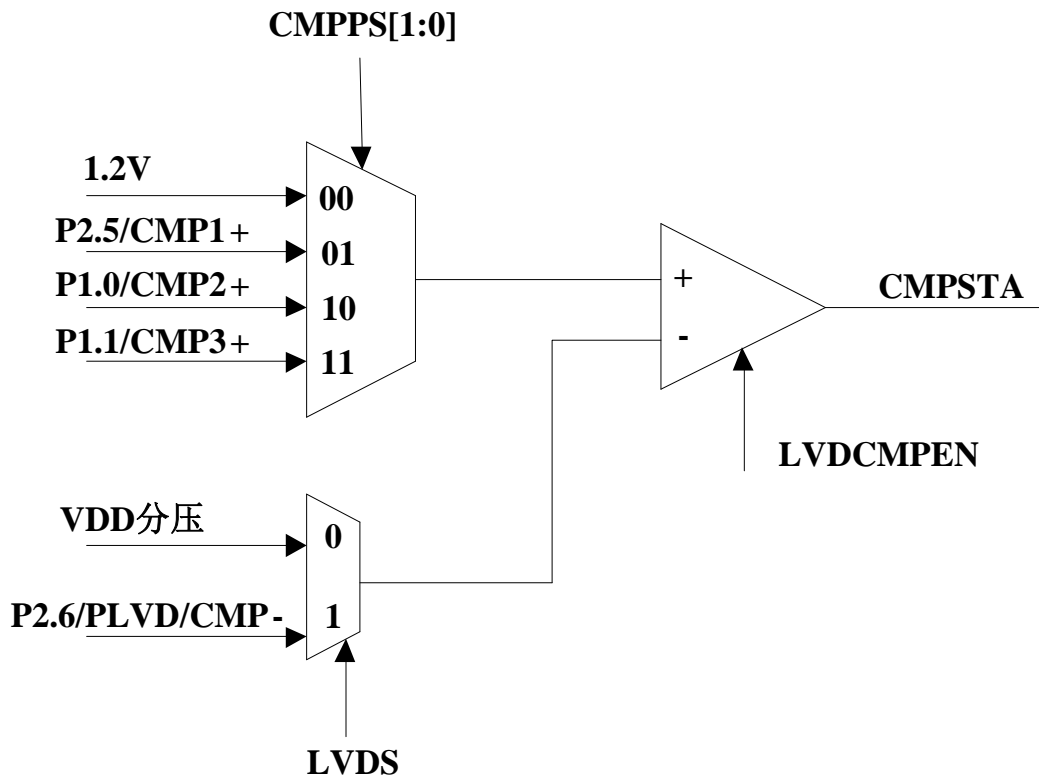 CMPPS[1:0]
1.2V
00
P2.5/CMP1+
01
P1.0/CMP2+
10
P1.1/CMP3+
11
+
-
CMPSTA
LVDCMPEN
VDD分压
0
P2.6/PLVD/CMP-
1
LVDS